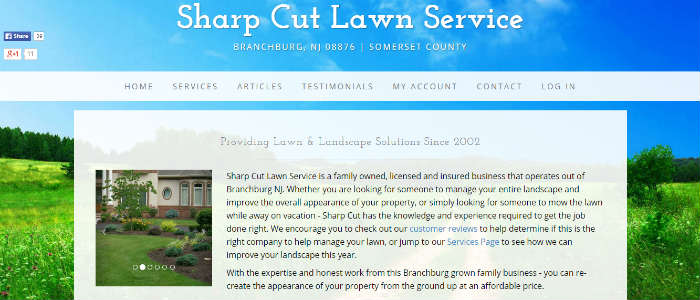 Sharp Cut Lawn Service
Share 39
BRANCHBURG, NJ 08876 | SOMERSET COUNTY
+1 11
HOME SERVICES ARTICLES TESTIMONIALS MY ACCOUNT CONTACT LOG IN
Providing Lawn & Landscape Solutions Since 2002
Sharp Cut Lawn Service is a family owned, licensed and insured business that operates out of
Branchburg NJ. Whether you are looking for someone to manage your entire landscape and
improve the overall appearance of your property, or simply looking for someone to mow the lawn
while away on vacation - Sharp Cut has the knowledge and experience required to get the job
done right. We encourage you to check out our customer reviews to help determine if this is the
right company to help manage your lawn, or jump to our Services Page to see how we can
improve your landscape this year.
With the expertise and honest work from this Branchburg grown family business - you can re-
create the appearance of your property from the ground up at an affordable price.